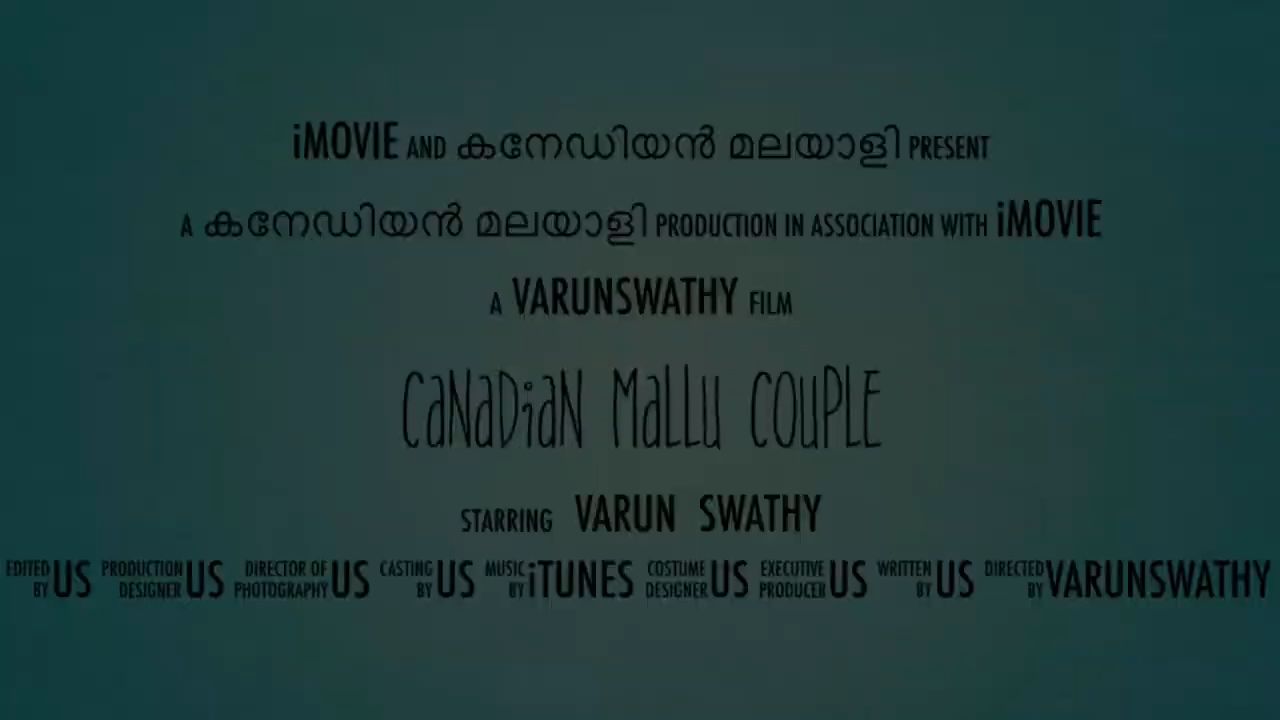 iMOVIE AND കനേഡിയൻ മലയാളി PRESENT
A കനേഡിയൻ മലയാളി PRODUCTION IN ASSOCIATION WITH iMOVIE
A VARUNSWATHY FILM
CaNaDiaN MaLLu COuPLE
STARRING VARUN SWATHY
EDITED BY US PRODUCTION DESIGNER US DIRECTOR OF PHOTOGRAPHY US CASTING BY US MUSIC BY iTUNES COSTUME DESIGNER US EXECUTIVE PRODUCER US WRITTEN BY US DIRECTED BY VARUNSWATHY